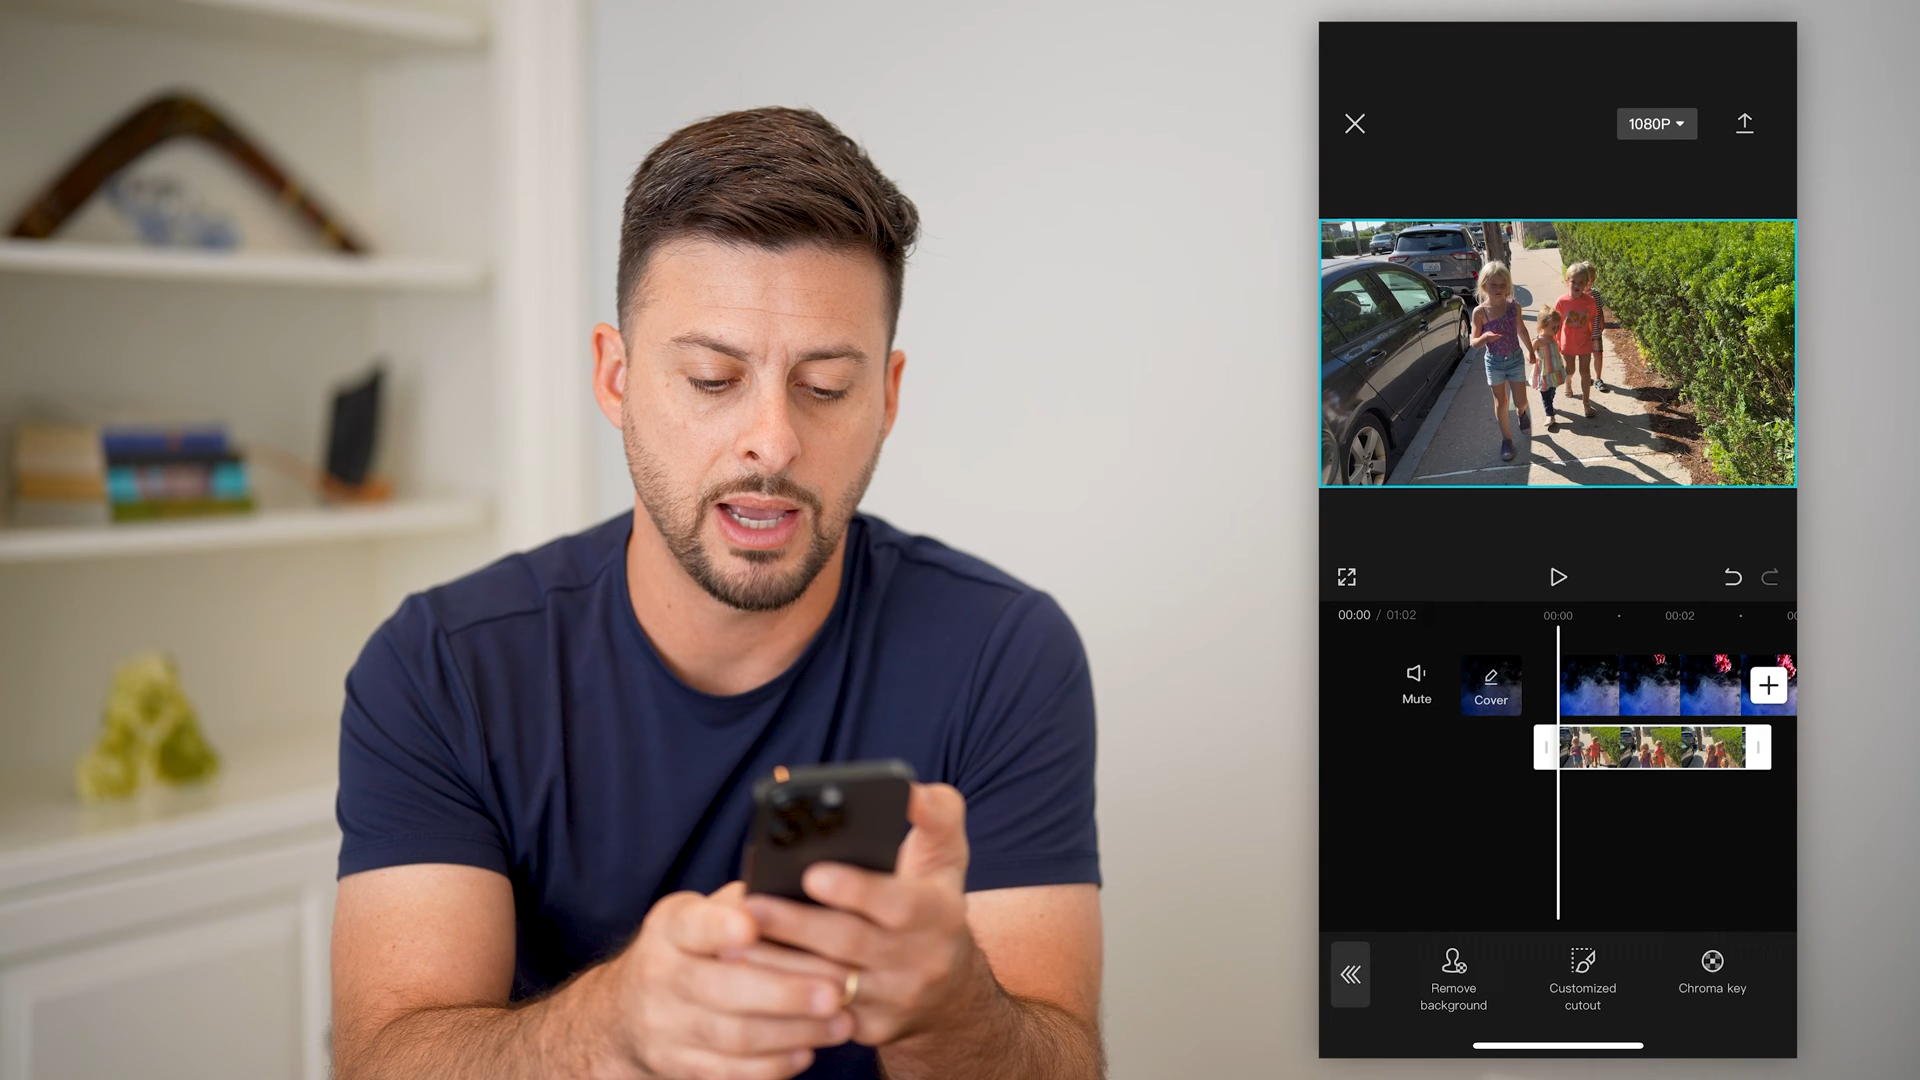 1080P
00:00 / 01:02
00:00
00:02
Mute
Cover
Remove
background
Customized
cutout
Chroma key